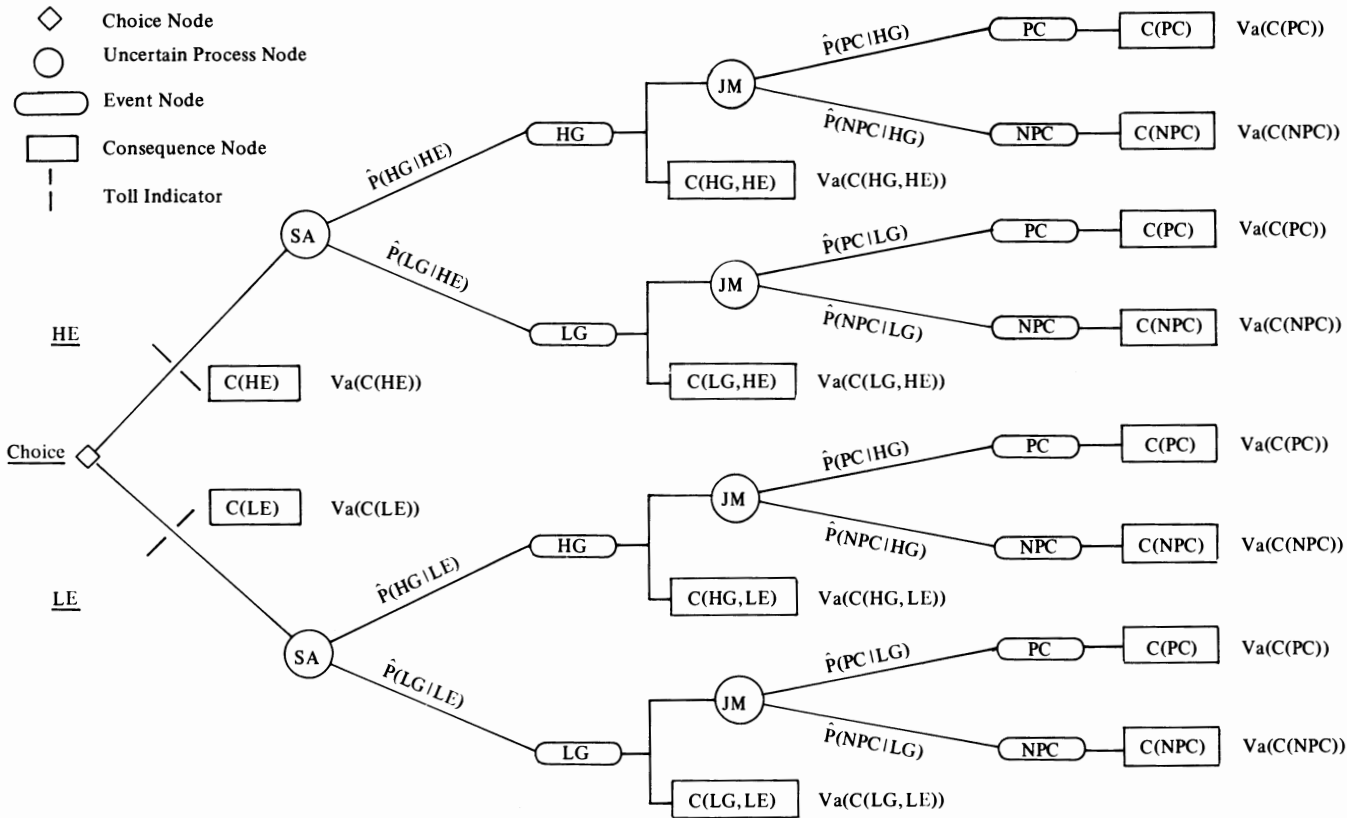 Choice Node
Uncertain Process Node
Event Node
Consequence Node
Toll Indicator
P̂(PC|HG)
PC
C(PC)
Va(C(PC))
JM
P̂(NPC|HG)
NPC
C(NPC)
Va(C(NPC))
HG
P̂(HG|HE)
C(HG,HE)
Va(C(HG,HE))
SA
P̂(LG|HE)
P̂(PC|LG)
PC
C(PC)
Va(C(PC))
JM
P̂(NPC|LG)
NPC
C(NPC)
Va(C(NPC))
LG
C(LG,HE)
Va(C(LG,HE))
HE
C(HE)
Va(C(HE))
Choice
C(LE)
Va(C(LE))
LE
P̂(PC|HG)
PC
C(PC)
Va(C(PC))
JM
P̂(NPC|HG)
NPC
C(NPC)
Va(C(NPC))
HG
P̂(HG|LE)
C(HG,LE)
Va(C(HG,LE))
SA
P̂(LG|LE)
P̂(PC|LG)
PC
C(PC)
Va(C(PC))
JM
P̂(NPC|LG)
NPC
C(NPC)
Va(C(NPC))
LG
C(LG,LE)
Va(C(LG,LE))